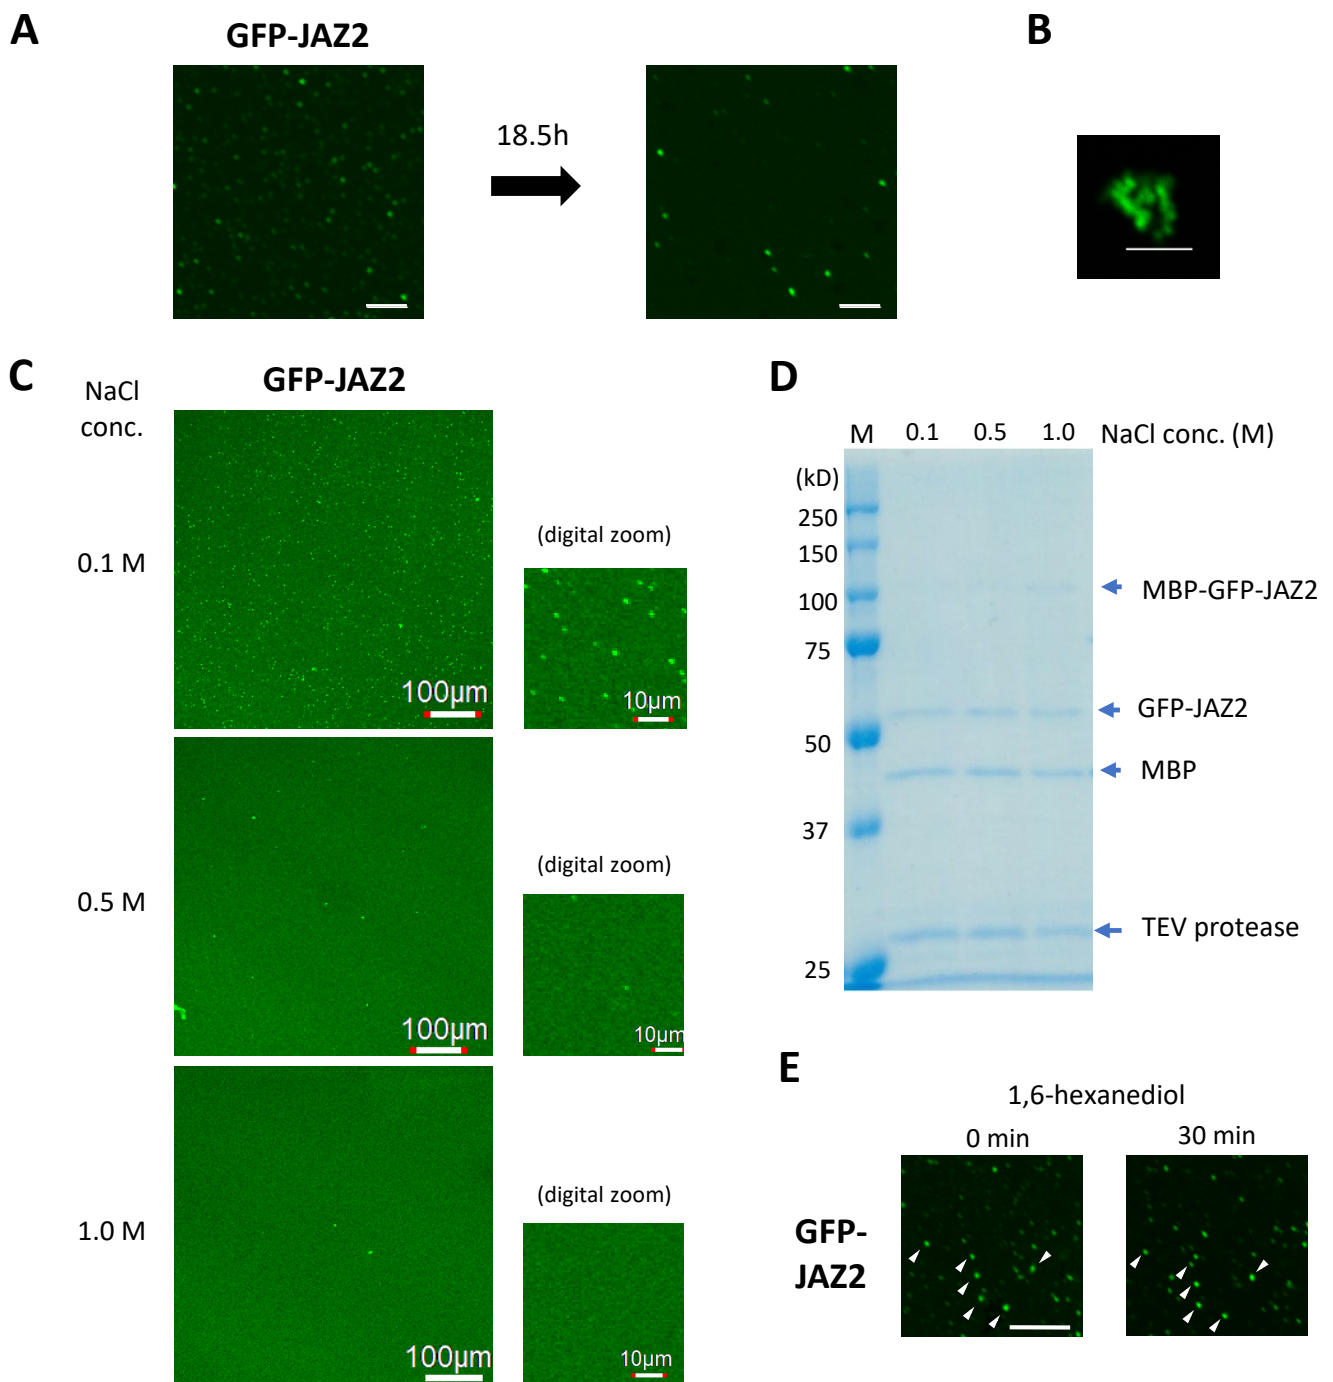 A
GFP-JAZ2
18.5h
B
C
NaCl
conc.
GFP-JAZ2
0.1 M
100µm
(digital zoom)
10µm
0.5 M
100µm
(digital zoom)
10µm
1.0 M
100µm
(digital zoom)
10µm
D
M 0.1 0.5 1.0 NaCl conc. (M)
(kD)
250
150
100
75
50
37
25
MBP-GFP-JAZ2
GFP-JAZ2
MBP
TEV protease
E
1,6-hexanediol
0 min 30 min
GFP-
JAZ2